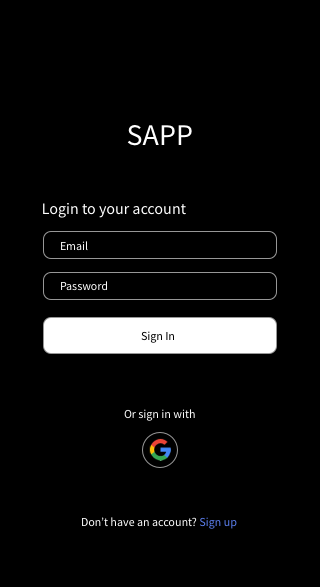 SAPP
Login to your account
Email
Password
Sign In
Or sign in with
Don't have an account? Sign up